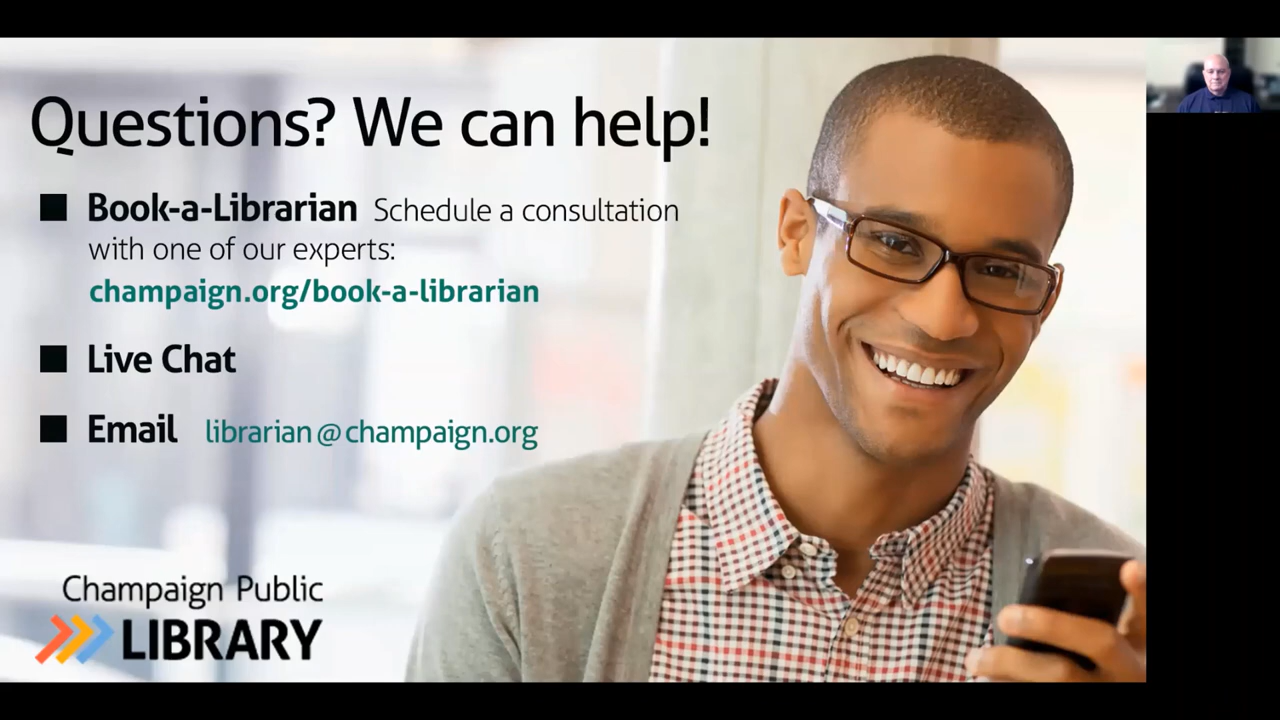 Questions? We can help!
Book-a-Librarian Schedule a consultation
with one of our experts:
champaign.org/book-a-librarian
Live Chat
Email librarian@champaign.org
Champaign Public
LIBRARY